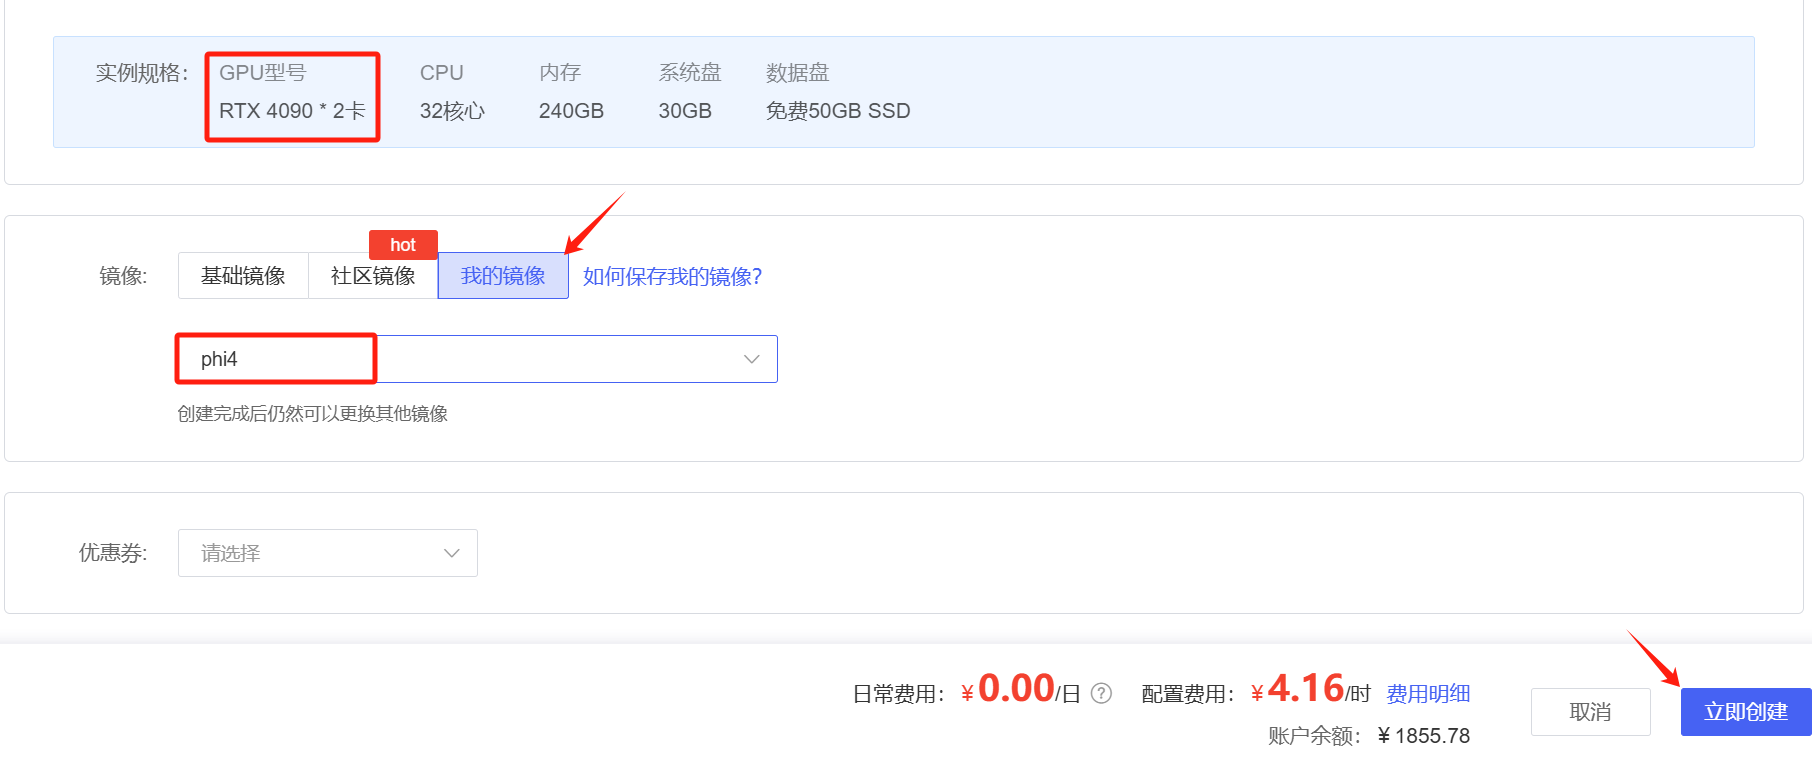 实例规格: GPU型号 CPU 内存 系统盘 数据盘
RTX 4090 * 2卡 32核心 240GB 30GB 免费50GB SSD
hot
镜像: 基础镜像 社区镜像 我的镜像 如何保存我的镜像?
phi4
创建完成后仍然可以更换其他镜像
优惠券: 请选择
日常费用: ¥0.00/日 ? 配置费用: ¥4.16/时 费用明细
账户余额: ¥1855.78
取消 立即创建